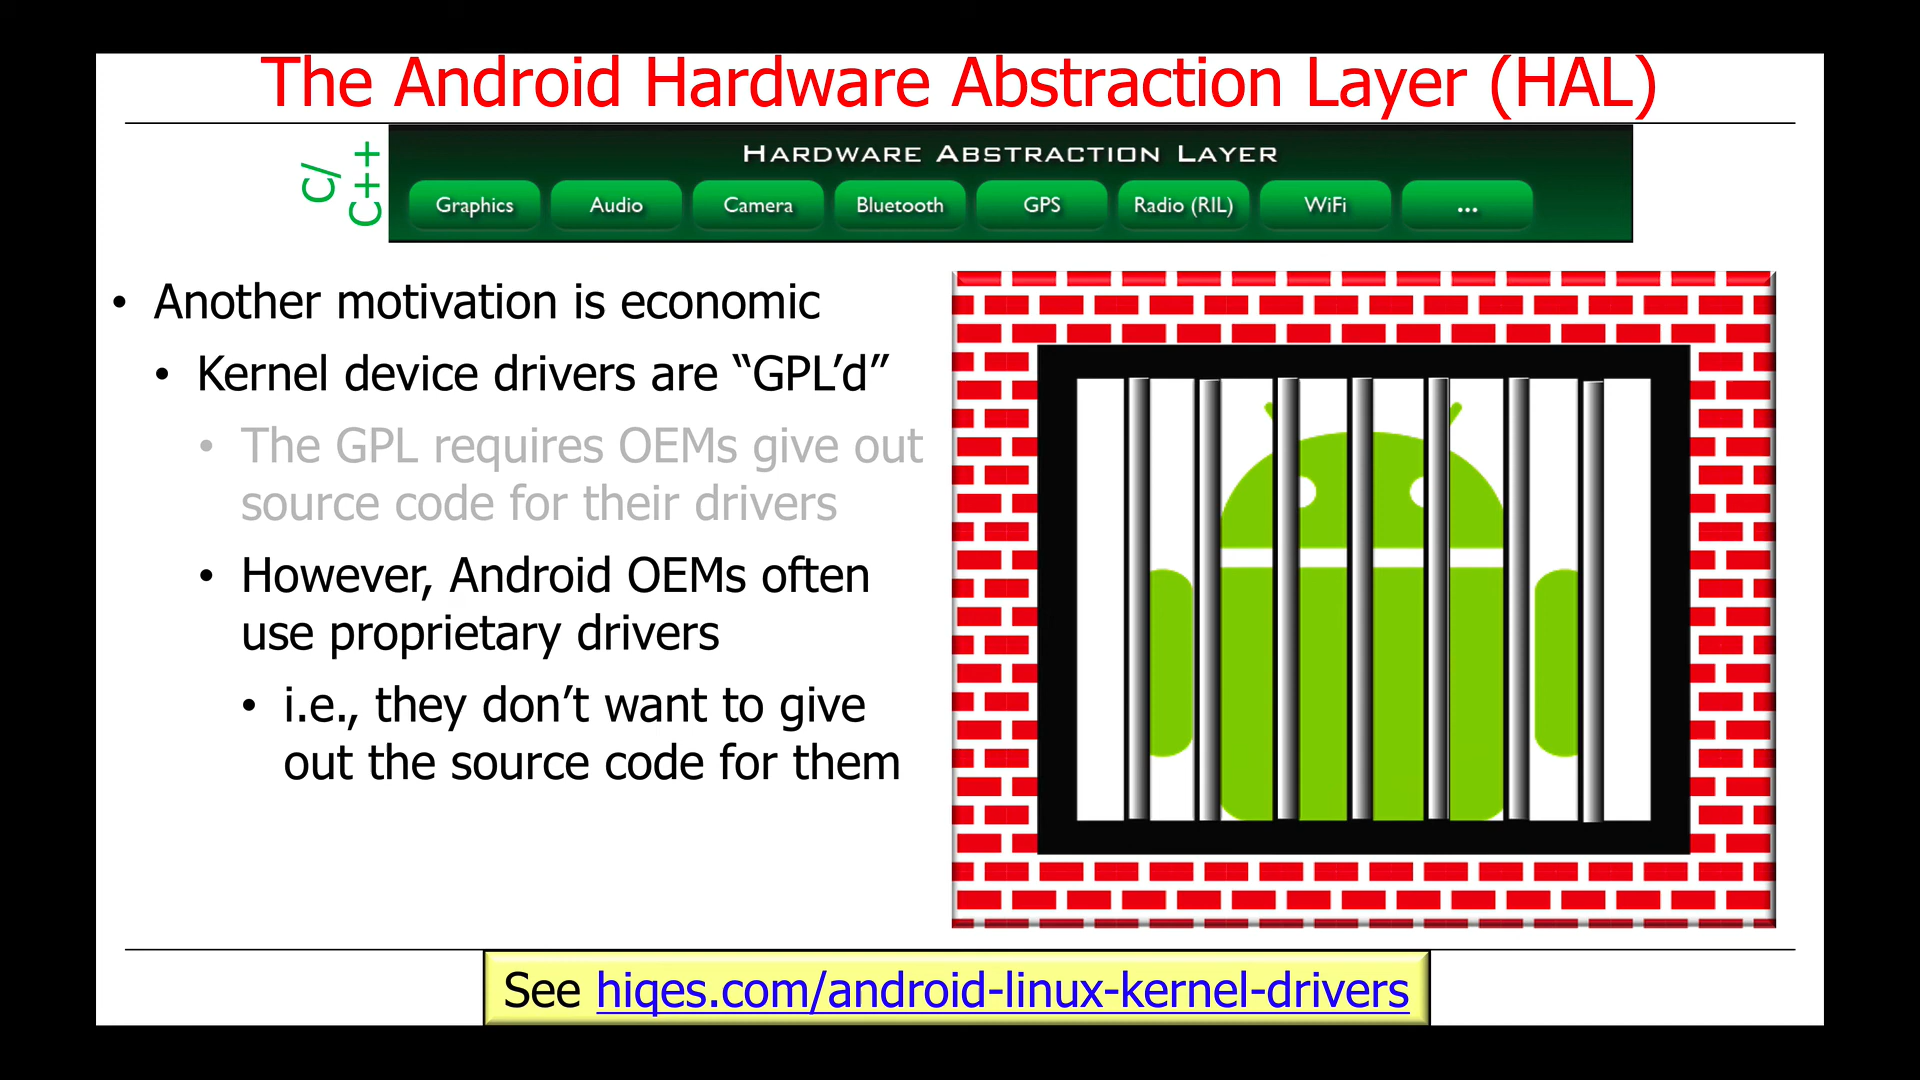 The Android Hardware Abstraction Layer (HAL)
C/
C++
HARDWARE ABSTRACTION LAYER
Graphics Audio Camera Bluetooth GPS Radio (RIL) WiFi ...
• Another motivation is economic
• Kernel device drivers are “GPL’d”
• The GPL requires OEMs give out
source code for their drivers
• However, Android OEMs often
use proprietary drivers
• i.e., they don’t want to give
out the source code for them
See hiqes.com/android-linux-kernel-drivers